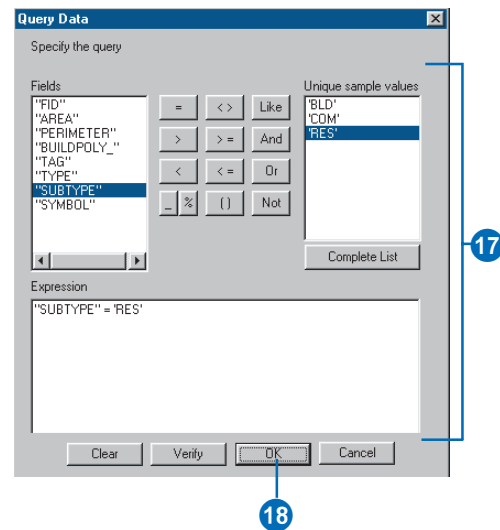 Query Data
Specify the query
Fields
Unique sample values
"FID"
"AREA"
"PERIMETER"
"BUILDPOLY_"
"TAG"
"TYPE"
"SUBTYPE"
"SYMBOL"
= <> Like
> >= And
< <= Or
_ % () Not
'BLD'
'COM'
'RES'
Complete List
17
Expression
"SUBTYPE" = 'RES'
Clear Verify OK Cancel
18